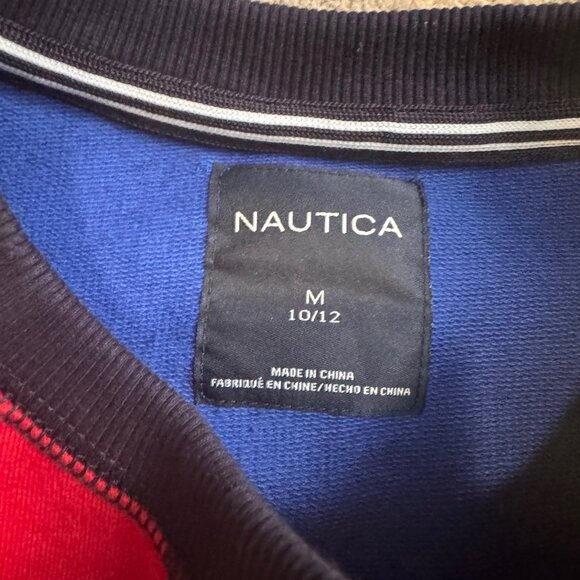 NAUTICA
M
10/12
MADE IN CHINA
FABRIQUÉ EN CHINE/HECHO EN CHINA